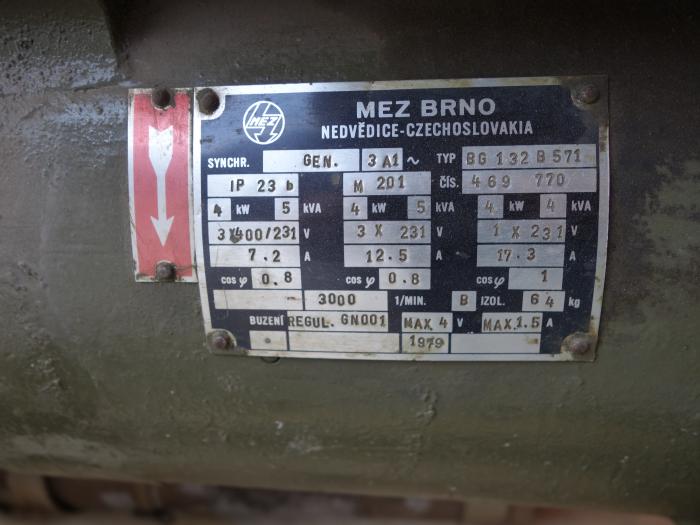 MEZ
MEZ BRNO
NEDVĚDICE-CZECHOSLOVAKIA
SYNCHR. GEN. 3 A1 ~ TYP BG 132 B 571
IP 23 b M 201 ČÍS. 469 770
4 kW 5 kVA 4 kW 5 kVA 4 kW 4 kVA
3 X400/231 V 3 X 231 V 1 X 231 V
7.2 A 12.5 A 17.3 A
cos φ 0.8 cos φ 0.8 cos φ 1
3000 1/MIN. B IZOL. 64 kg
BUZENÍ REGUL. GN001 MAX. 4 V MAX.1.5 A
1979